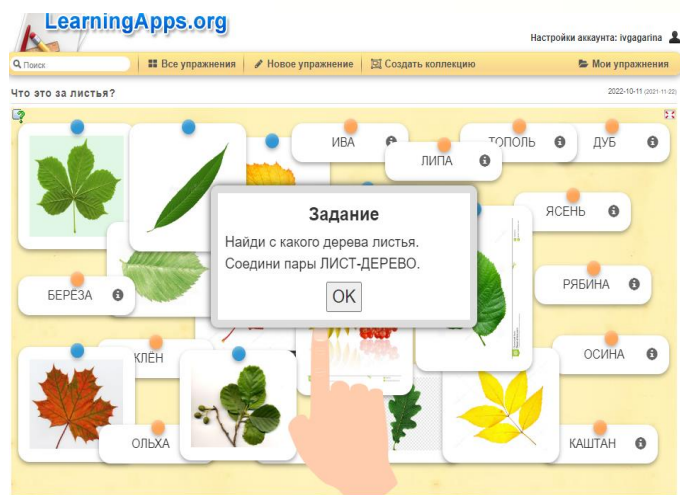 LearningApps.org
Настройки аккаунта: ivgagarina
Поиск
Все упражнения
Новое упражнение
Создать коллекцию
Мои упражнения
Что это за листья?
2022-10-11 (2021-11-22)
ИВА
ЛИПА
ТОПОЛЬ
ДУБ
ЯСЕНЬ
Задание
Найди с какого дерева листья.
Соедини пары ЛИСТ-ДЕРЕВО.
OK
БЕРЁЗА
РЯБИНА
КЛЁН
ОСИНА
ОЛЬХА
КАШТАН